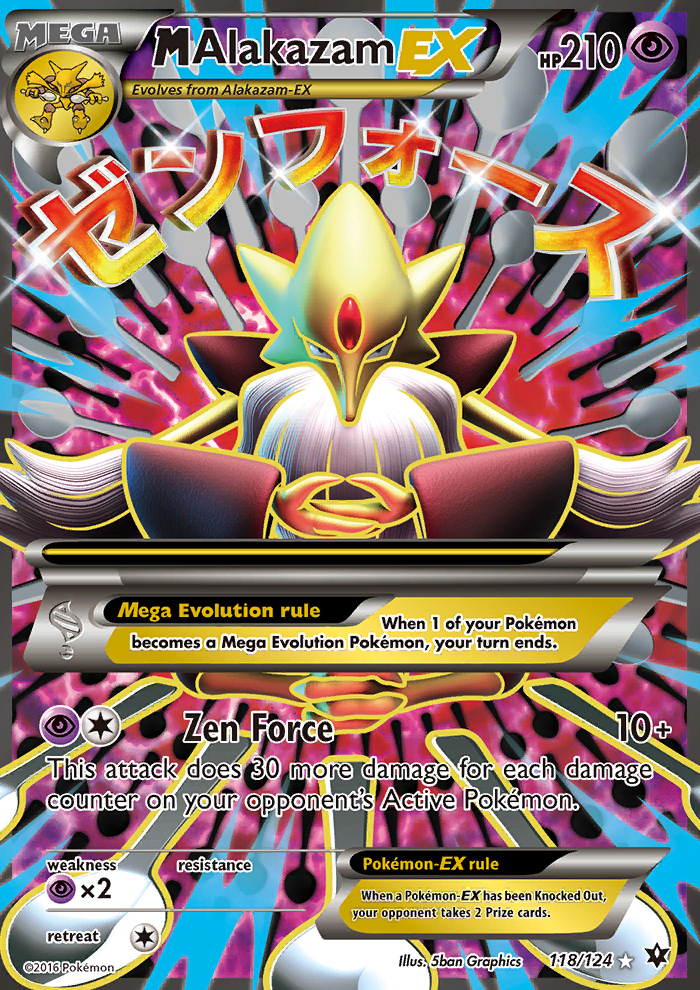 MEGA
MAlakazam EX
HP210
Evolves from Alakazam-EX
ゼンフォース
Mega Evolution rule
When 1 of your Pokémon
becomes a Mega Evolution Pokémon, your turn ends.
Zen Force 10+
This attack does 30 more damage for each damage
counter on your opponent's Active Pokémon.
weakness resistance
×2
retreat
Pokémon-EX rule
When a Pokémon-EX has been Knocked Out,
your opponent takes 2 Prize cards.
©2016 Pokémon
Illus. 5ban Graphics 118/124